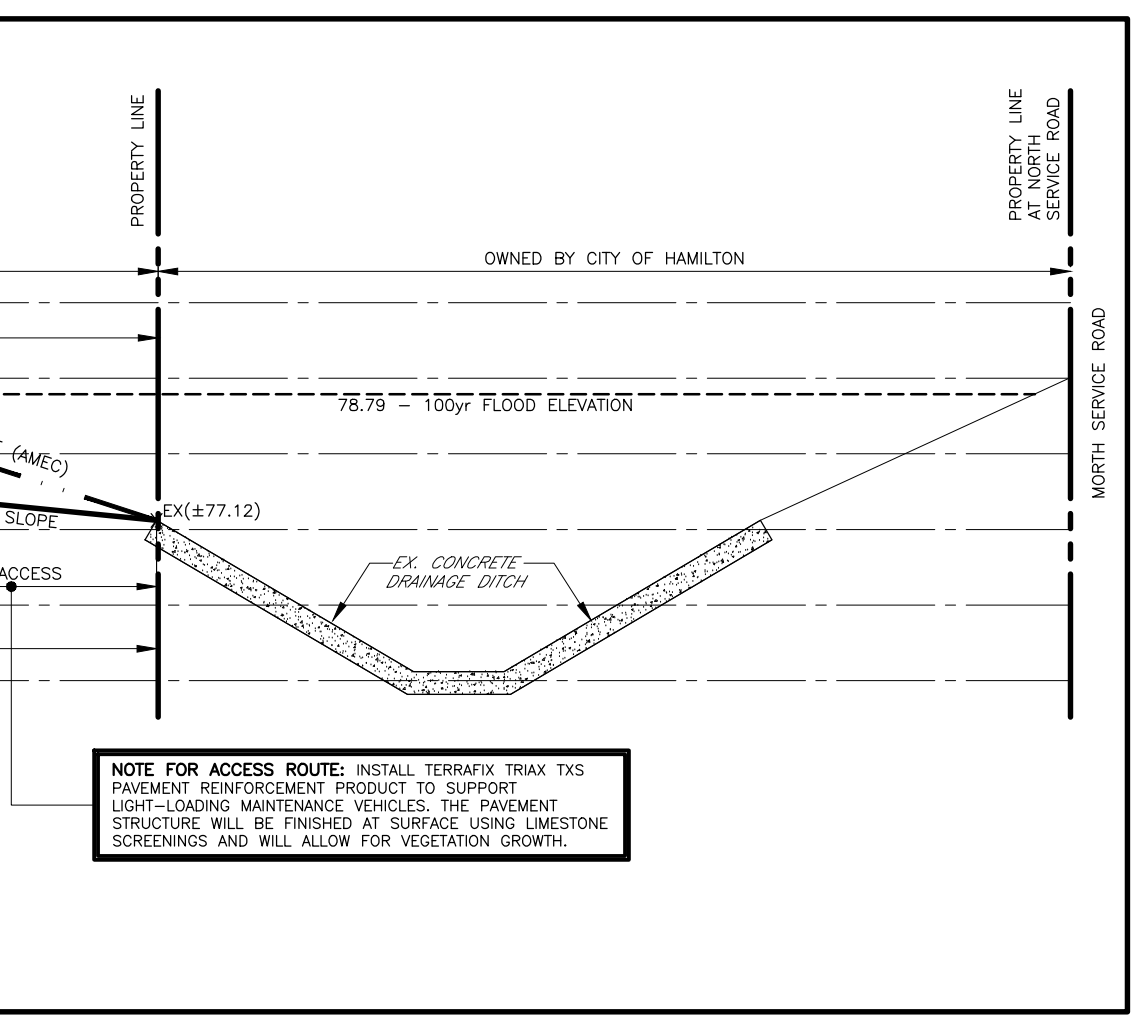 PROPERTY LINE
PROPERTY LINE
AT NORTH
SERVICE ROAD
OWNED BY CITY OF HAMILTON
MORTH SERVICE ROAD
78.79 – 100yr FLOOD ELEVATION
(AMEC)
SLOPE
EX(±77.12)
ACCESS
EX. CONCRETE
DRAINAGE DITCH
NOTE FOR ACCESS ROUTE: INSTALL TERRAFIX TRIAX TXS
PAVEMENT REINFORCEMENT PRODUCT TO SUPPORT
LIGHT–LOADING MAINTENANCE VEHICLES. THE PAVEMENT
STRUCTURE WILL BE FINISHED AT SURFACE USING LIMESTONE
SCREENINGS AND WILL ALLOW FOR VEGETATION GROWTH.